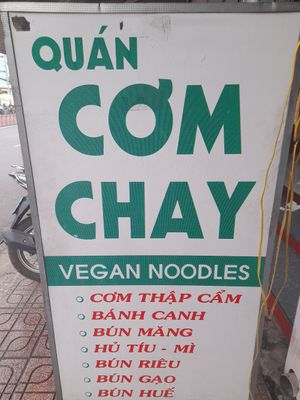 QUÁN
CƠM
CHAY
VEGAN NOODLES
CƠM THẬP CẨM
BÁNH CANH
BÚN MĂNG
HỦ TÍU - MÌ
BÚN RIÊU
BÚN GẠO
BÚN HUẾ